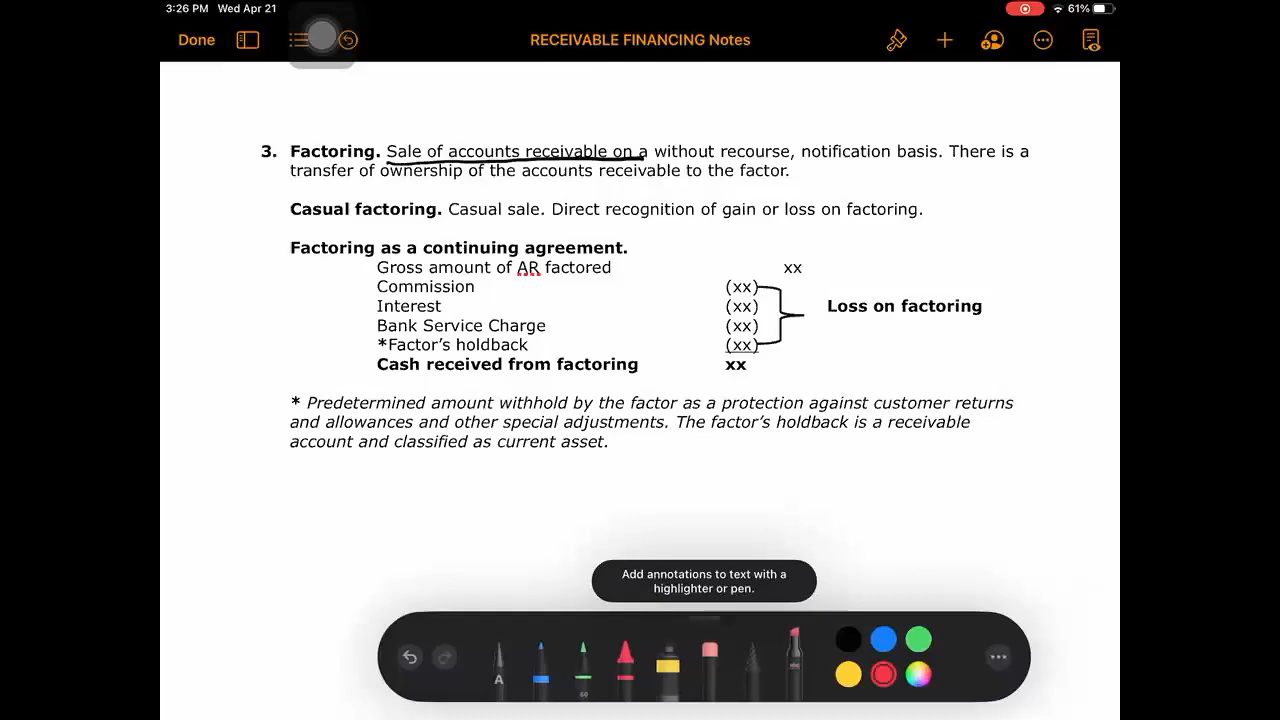 3:26 PM Wed Apr 21 61%
Done RECEIVABLE FINANCING Notes
3. Factoring. Sale of accounts receivable on a without recourse, notification basis. There is a
transfer of ownership of the accounts receivable to the factor.
Casual factoring. Casual sale. Direct recognition of gain or loss on factoring.
Factoring as a continuing agreement.
Gross amount of AR factored xx
Commission (xx)
Interest (xx) Loss on factoring
Bank Service Charge (xx)
*Factor's holdback (xx)
Cash received from factoring xx
* Predetermined amount withhold by the factor as a protection against customer returns
and allowances and other special adjustments. The factor's holdback is a receivable
account and classified as current asset.
Add annotations to text with a
highlighter or pen.
A